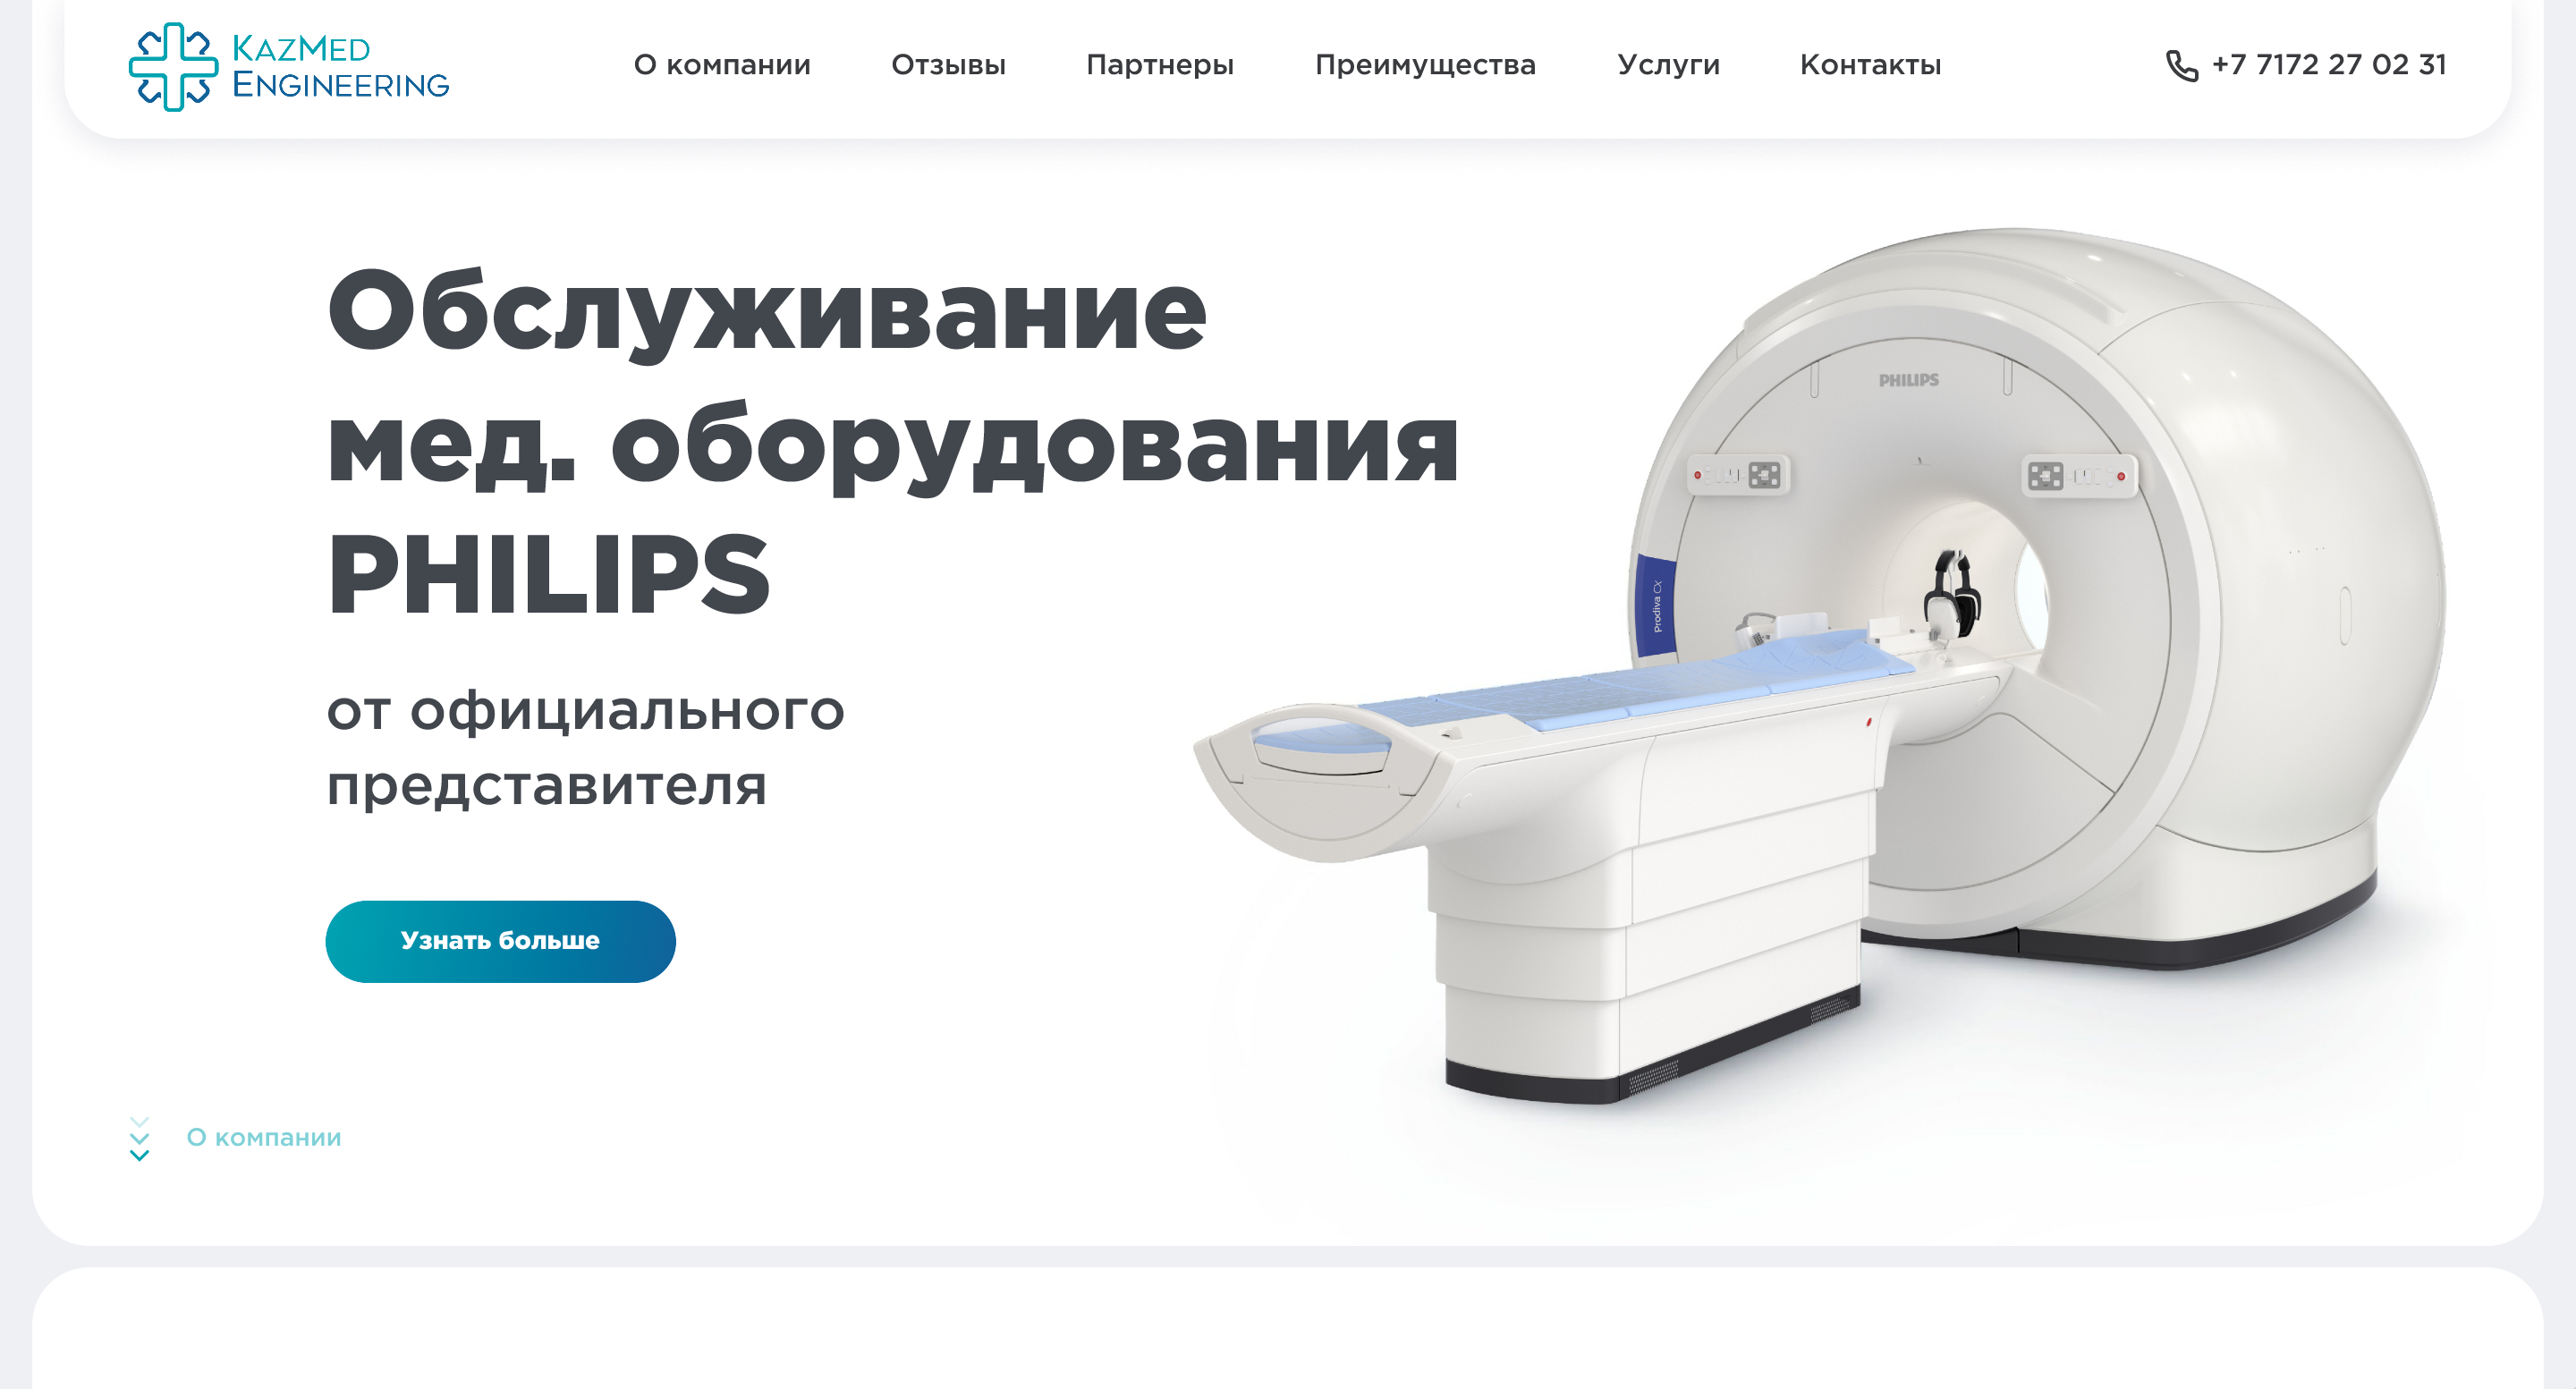 KAZMED
ENGINEERING
О компании
Отзывы
Партнеры
Преимущества
Услуги
Контакты
+7 7172 27 02 31
Обслуживание
мед. оборудования
PHILIPS
от официального
представителя
Узнать больше
О компании
PHILIPS
Prodiva CX